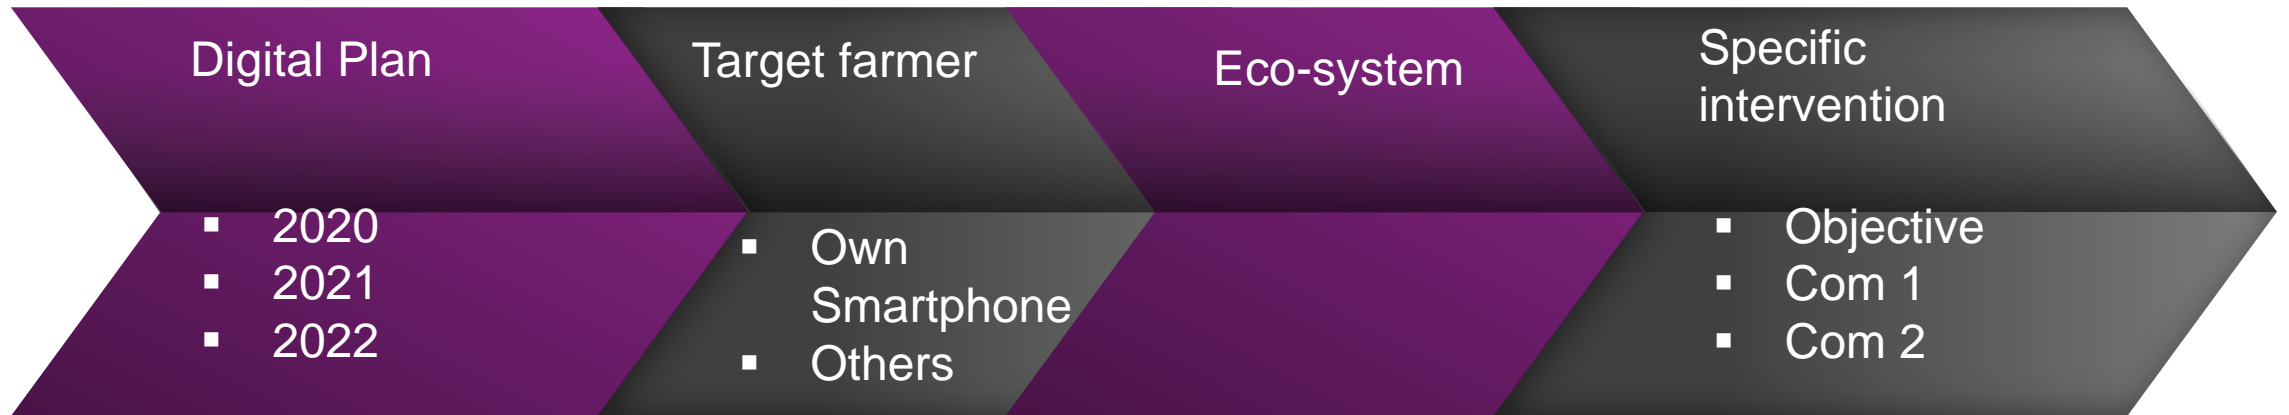 Digital Plan
▪ 2020
▪ 2021
▪ 2022
Target farmer
▪ Own
Smartphone
▪ Others
Eco-system
Specific
intervention
▪ Objective
▪ Com 1
▪ Com 2